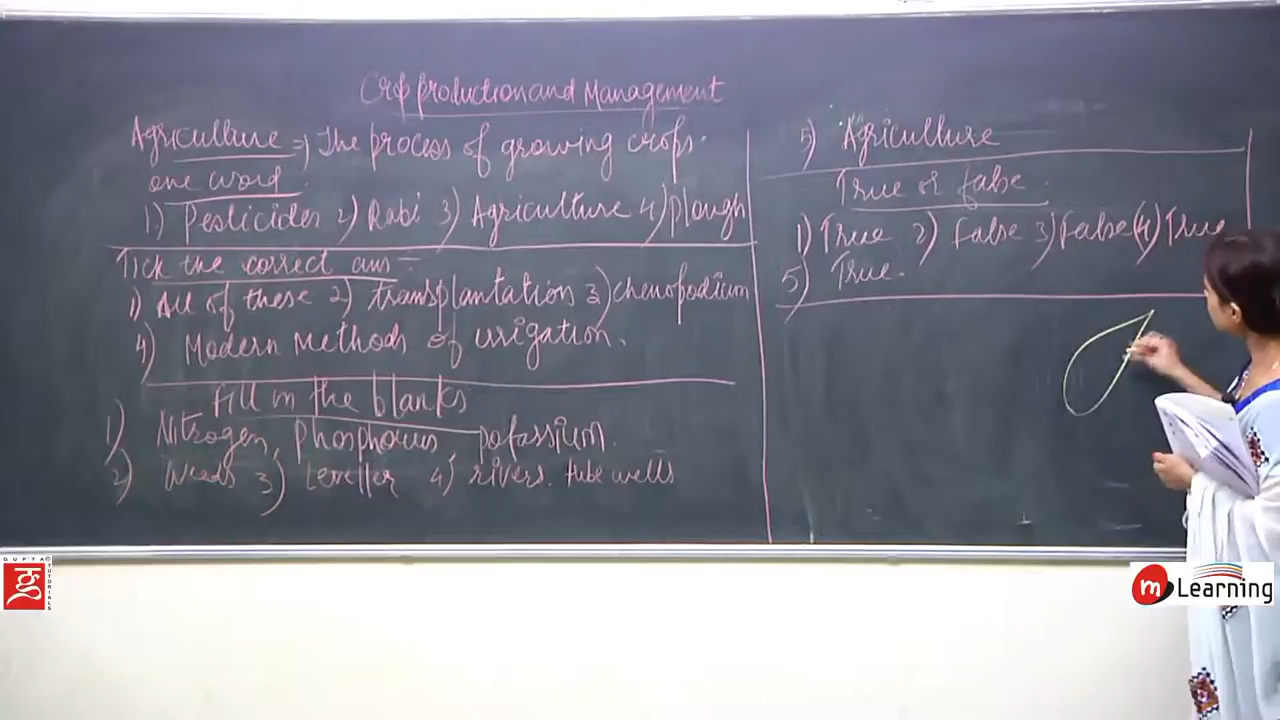 Crop production and Management
Agriculture => The process of growing crops.
one word
1) Pesticides 2) Rabi 3) Agriculture 4) plough
Tick the correct ans -
1) All of these 2) transplantation 3) chenopodium
4) Modern Methods of irrigation.
Fill in the blanks
1) Nitrogen, phosphorus, potassium.
2) Weeds 3) Leveller 4) rivers. tube wells
5) Agriculture
True or false
1) True 2) False 3) False (4) True
5) True.
GUPTA TUTORIALS
m Learning